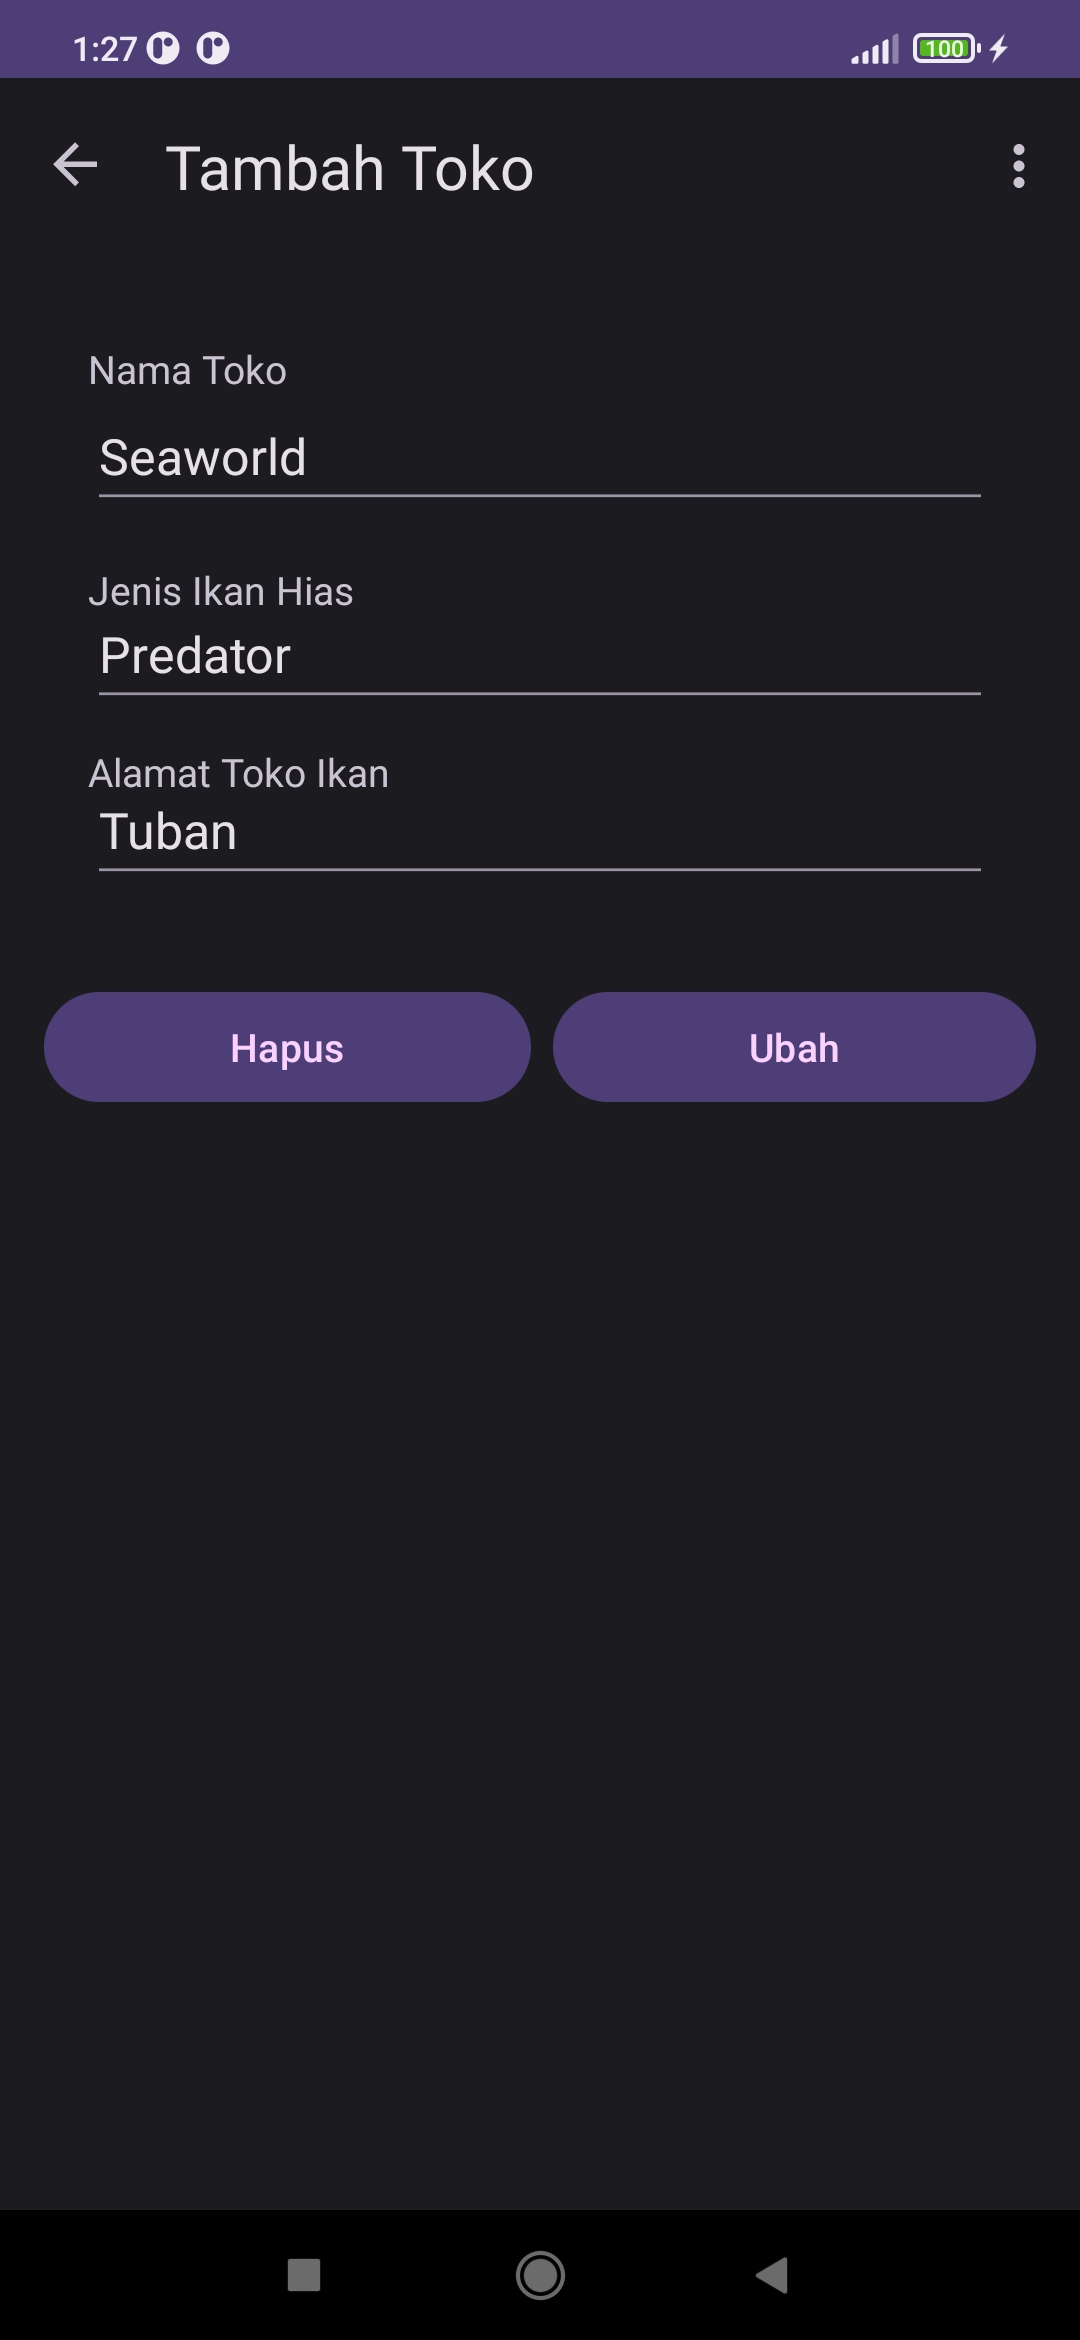 1:27
100
Tambah Toko
Nama Toko
Seaworld
Jenis Ikan Hias
Predator
Alamat Toko Ikan
Tuban
Hapus
Ubah